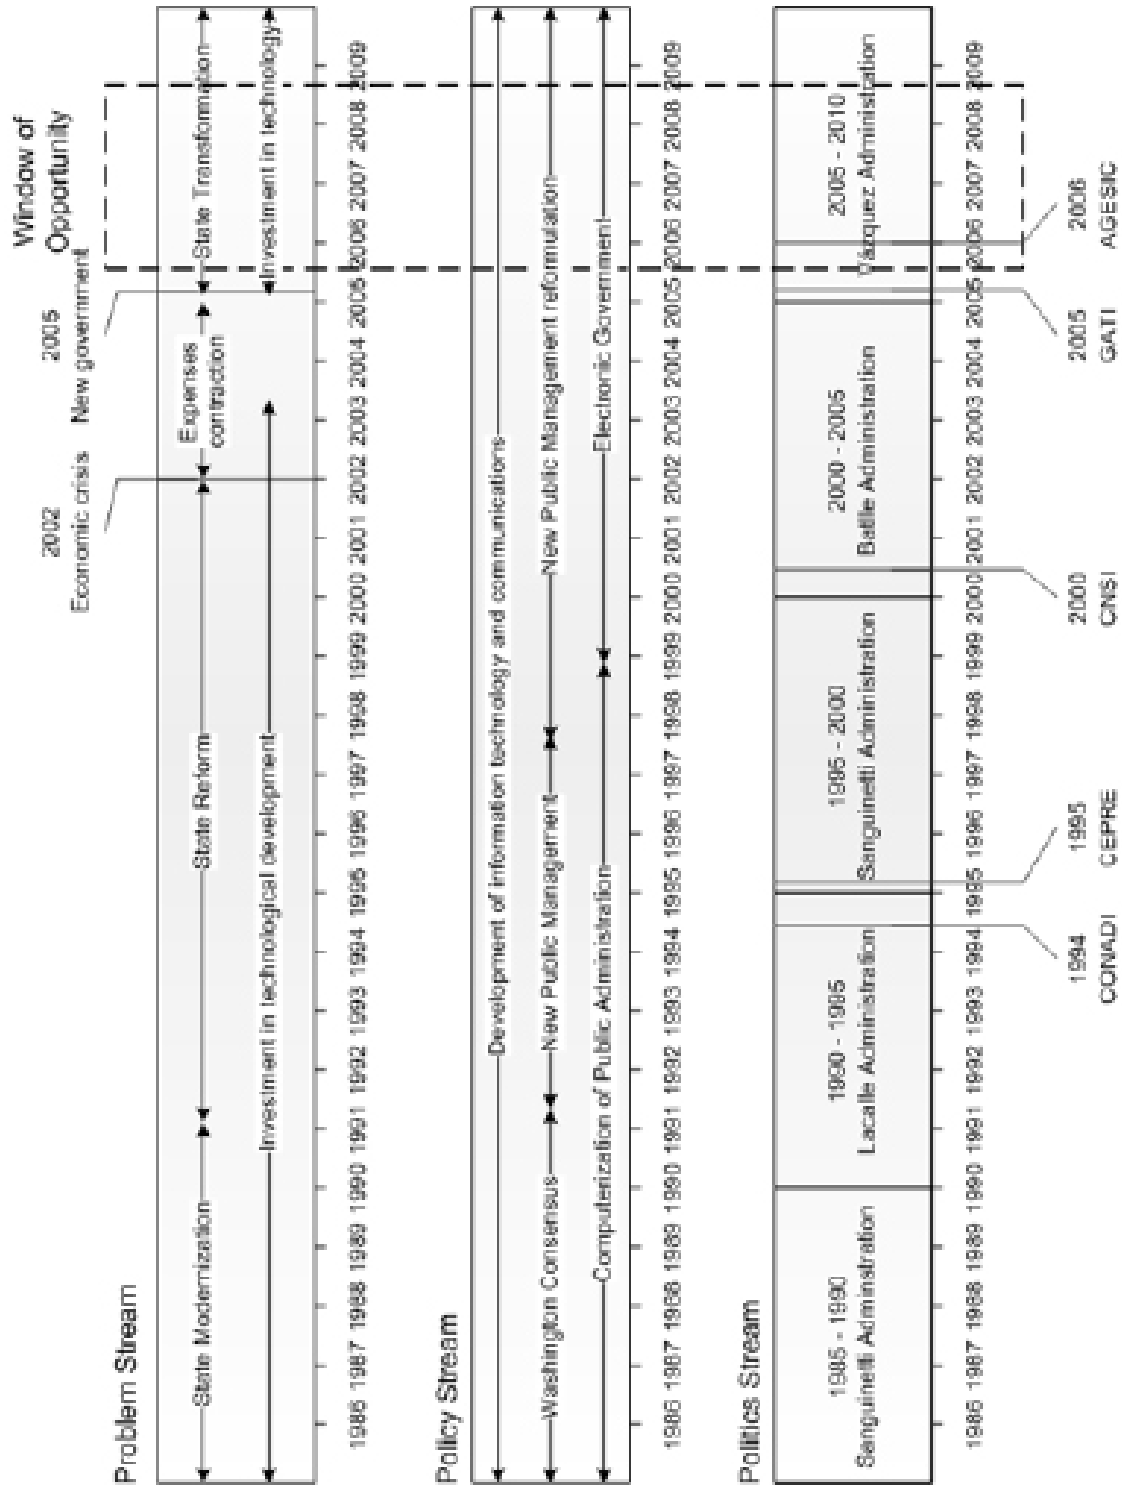 Window of
Opportunity
2002
Economic crisis
2005
New government
Problem Stream
State Modernization
State Reform
Expenses
contraction
State Transformation
Investment in technological development
Investment in technology
1986 1987 1988 1989 1990 1991 1992 1993 1994 1995 1996 1997 1998 1999 2000 2001 2002 2003 2004 2005 2006 2007 2008 2009
Policy Stream
Development of information technology and communications
Washington Consensus
New Public Management
New Public Management reformulation
Computerization of Public Administration
Electronic Government
1986 1987 1988 1989 1990 1991 1992 1993 1994 1995 1996 1997 1998 1999 2000 2001 2002 2003 2004 2005 2006 2007 2008 2009
Politics Stream
1985 - 1990
Sanguinetti Adminstration
1990 - 1995
Lacalle Administration
1995 - 2000
Sanguinetti Administration
2000 - 2005
Batlle Administration
2005 - 2010
Vázquez Administration
1986 1987 1988 1989 1990 1991 1992 1993 1994 1995 1996 1997 1998 1999 2000 2001 2002 2003 2004 2005 2006 2007 2008 2009
1994
CONADI
1995
CEPRE
2000
CNSI
2005
GATI
2006
AGESIC